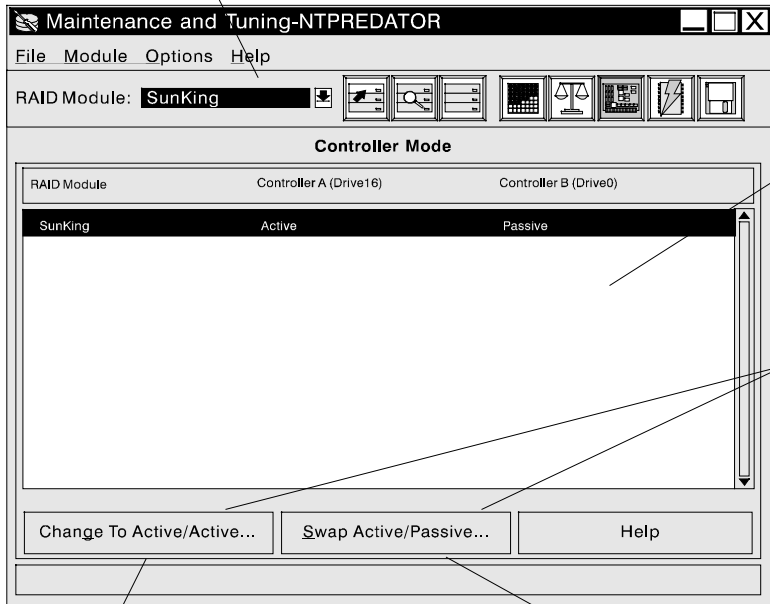 Maintenance and Tuning-NTPREDATOR
File Module Options Help
RAID Module: SunKing
Controller Mode
RAID Module Controller A (Drive16) Controller B (Drive0)
SunKing Active Passive
Change To Active/Active... Swap Active/Passive... Help